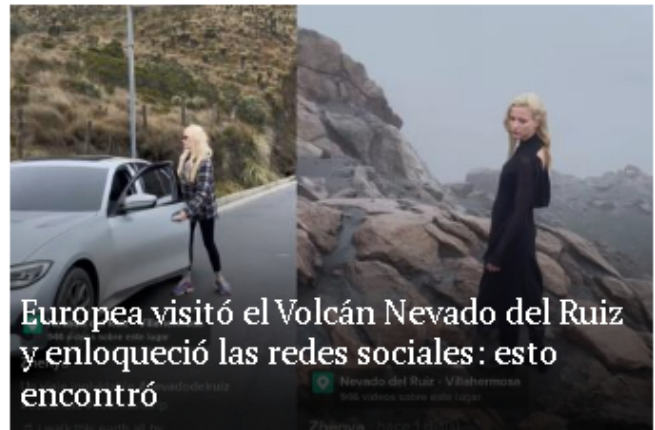 Europea visitó el Volcán Nevado del Ruiz
y enloqueció las redes sociales: esto
encontró
Nevado del Ruiz - Villahermosa
946 videos sobre este lugar